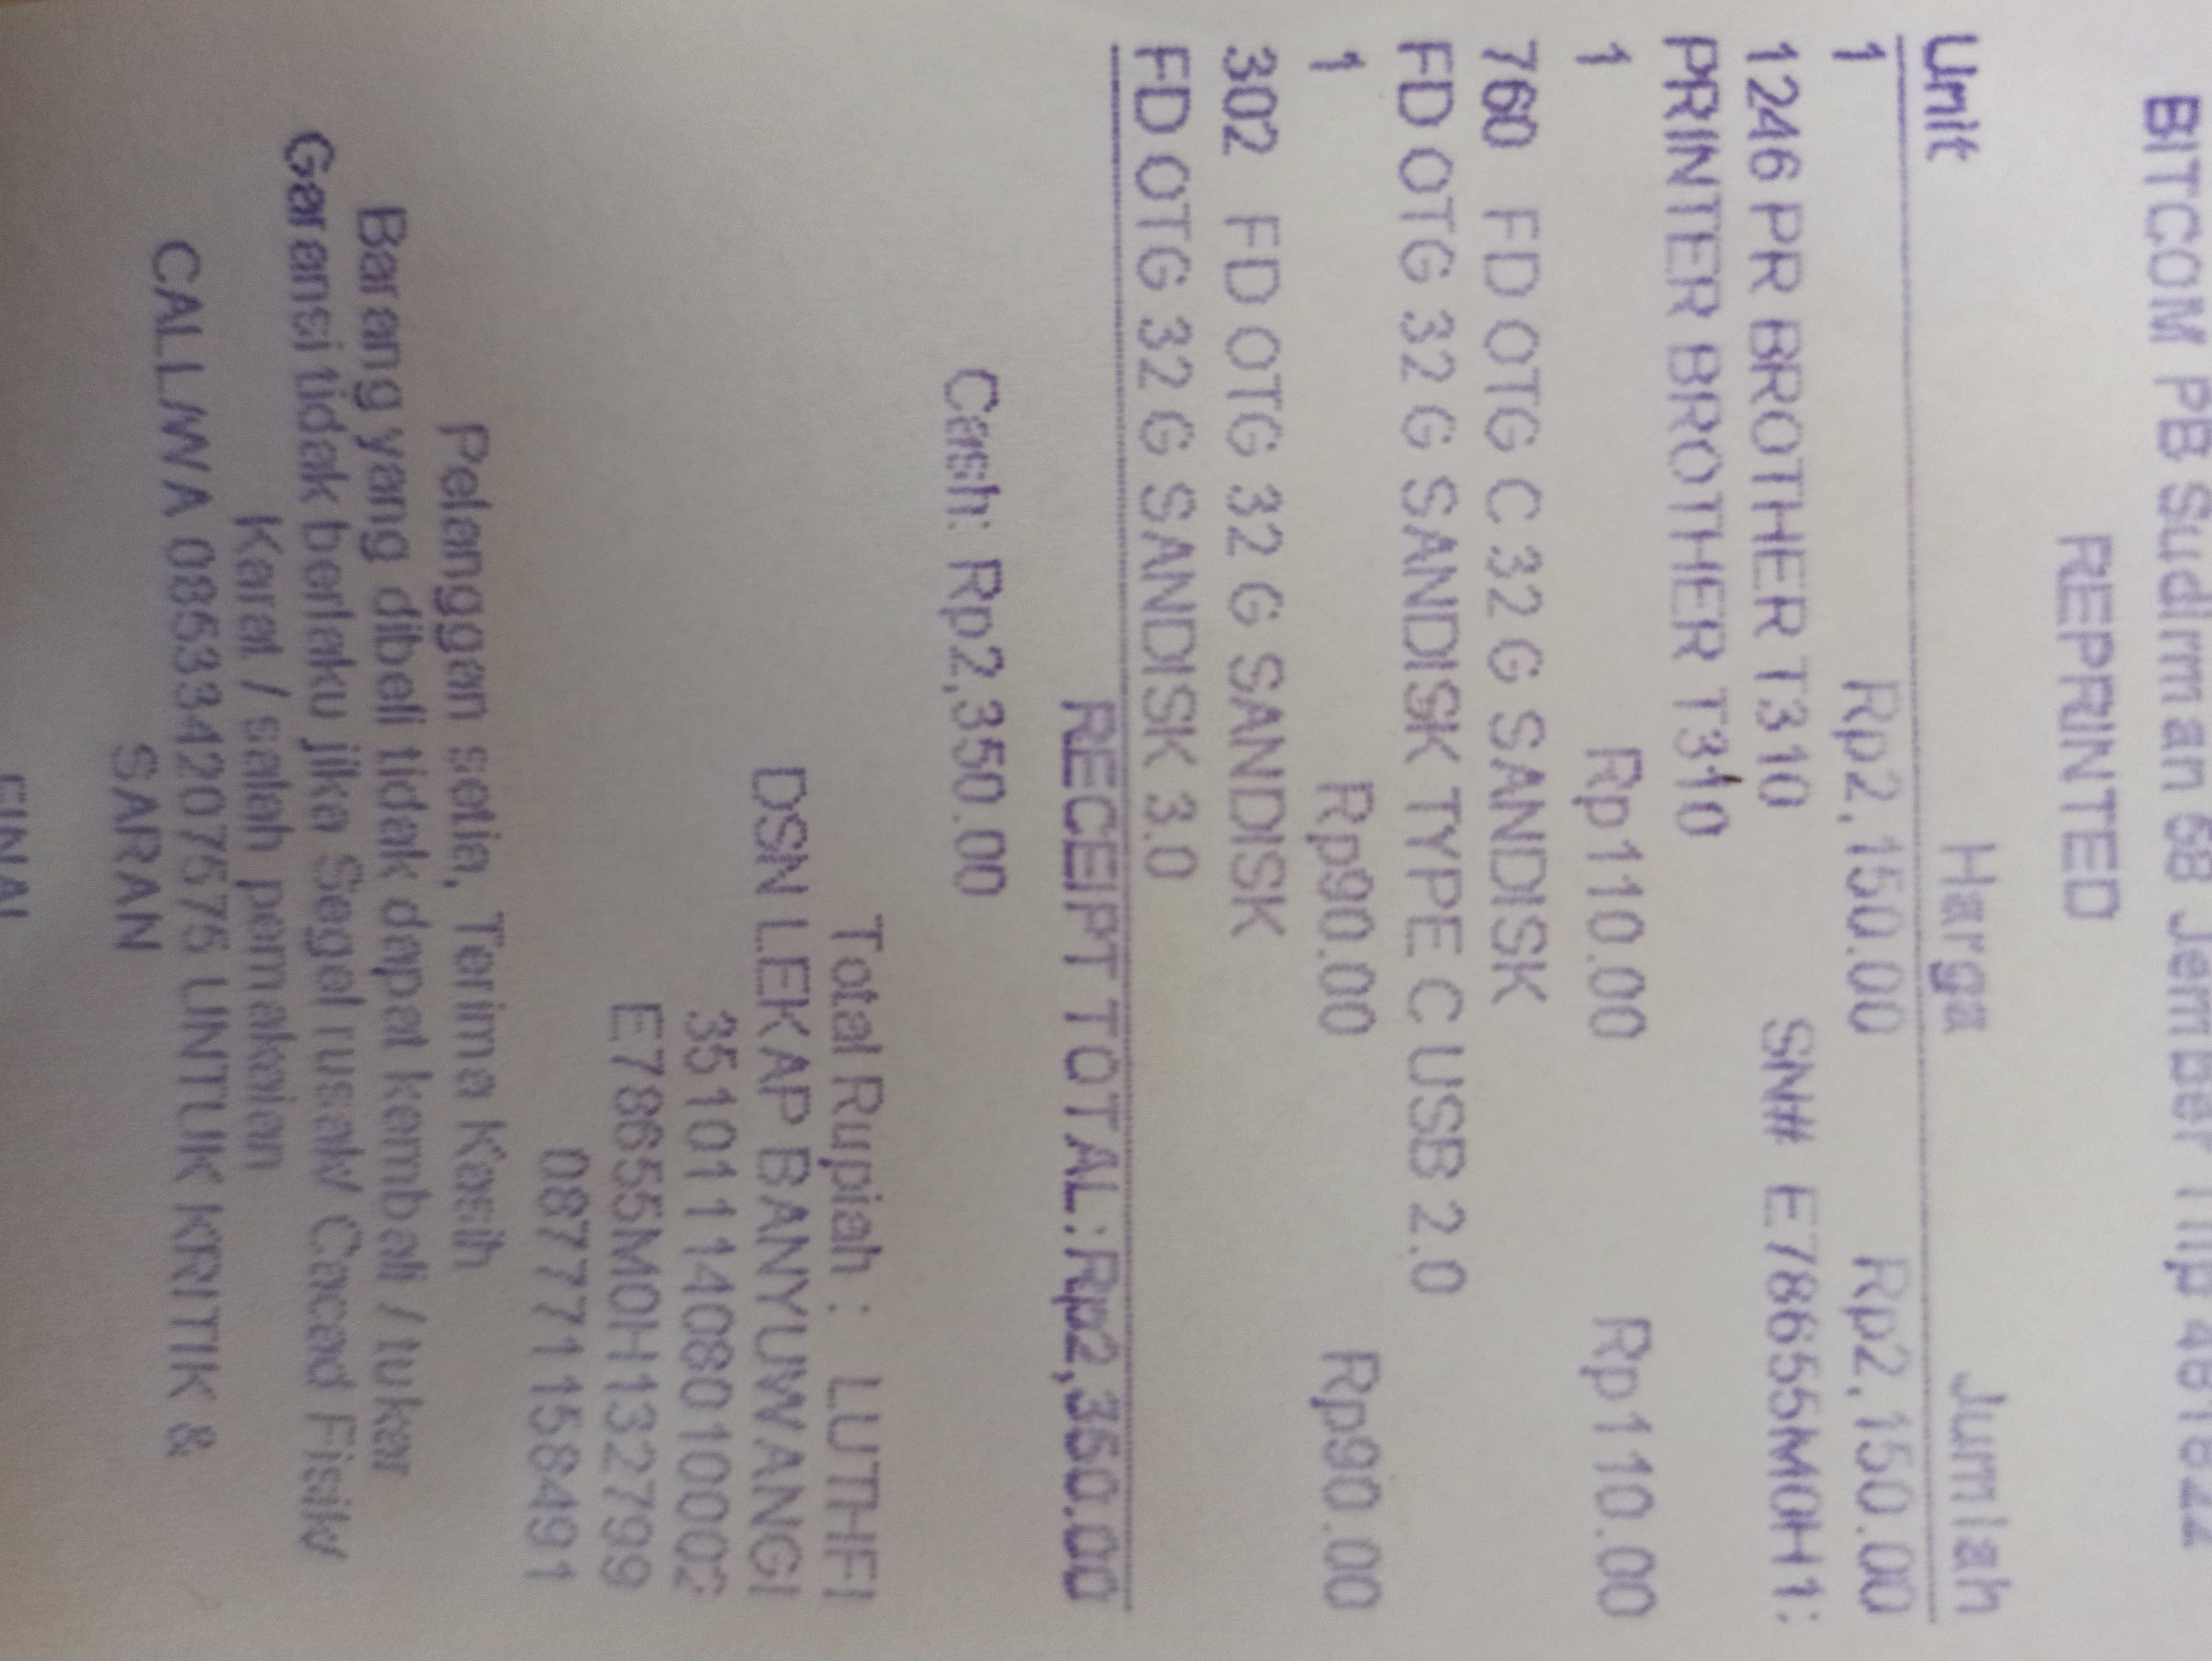 BITCOM PB Sudirman 68 Jember Tllp 481822
REPRINTED
Unit Harga Jumlah
1 Rp2,150.00 Rp2,150.00
1246 PR BROTHER T310 SN# E78655M0H1:
PRINTER BROTHER T310
1 Rp110.00 Rp110.00
760 FD OTG C 32 G SANDISK
FD OTG 32 G SANDISK TYPE C USB 2.0
1 Rp90.00 Rp90.00
302 FD OTG 32 G SANDISK
FD OTG 32 G SANDISK 3.0
RECEIPT TOTAL: Rp2,350.00
Cash: Rp2,350.00
Total Rupiah : LUTHFI
DSN LEKAP BANYUWANGI
3510111408010002
E78655M0H132799
087771158491
Pelanggan setia, Terima Kasih
Barang yang dibeli tidak dapat kembali / tukar
Garansi tidak berlaku jika Segel rusak/ Cacad Fisik/
Karat / salah pemakaian
CALL/WA 085334207575 UNTUK KRITIK &
SARAN